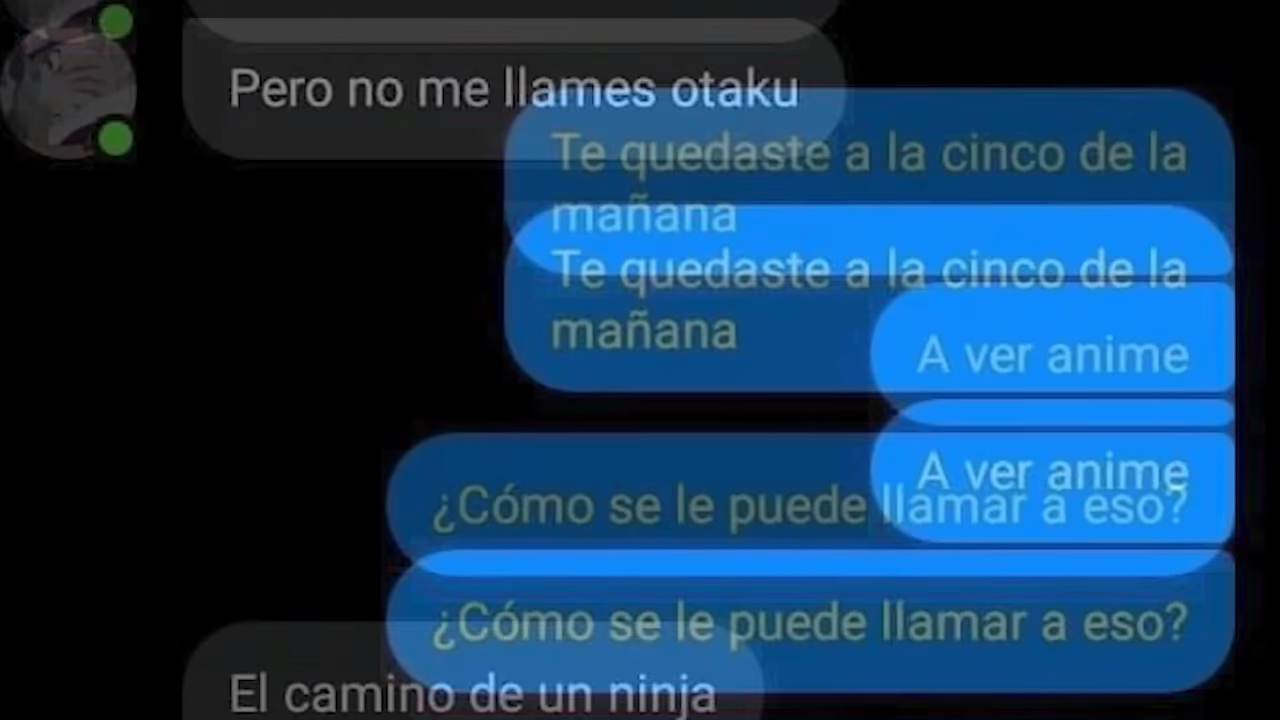 Pero no me llames otaku
Te quedaste a la cinco de la
mañana
Te quedaste a la cinco de la
mañana
A ver anime
A ver anime
¿Cómo se le puede llamar a eso?
¿Cómo se le puede llamar a eso?
El camino de un ninja